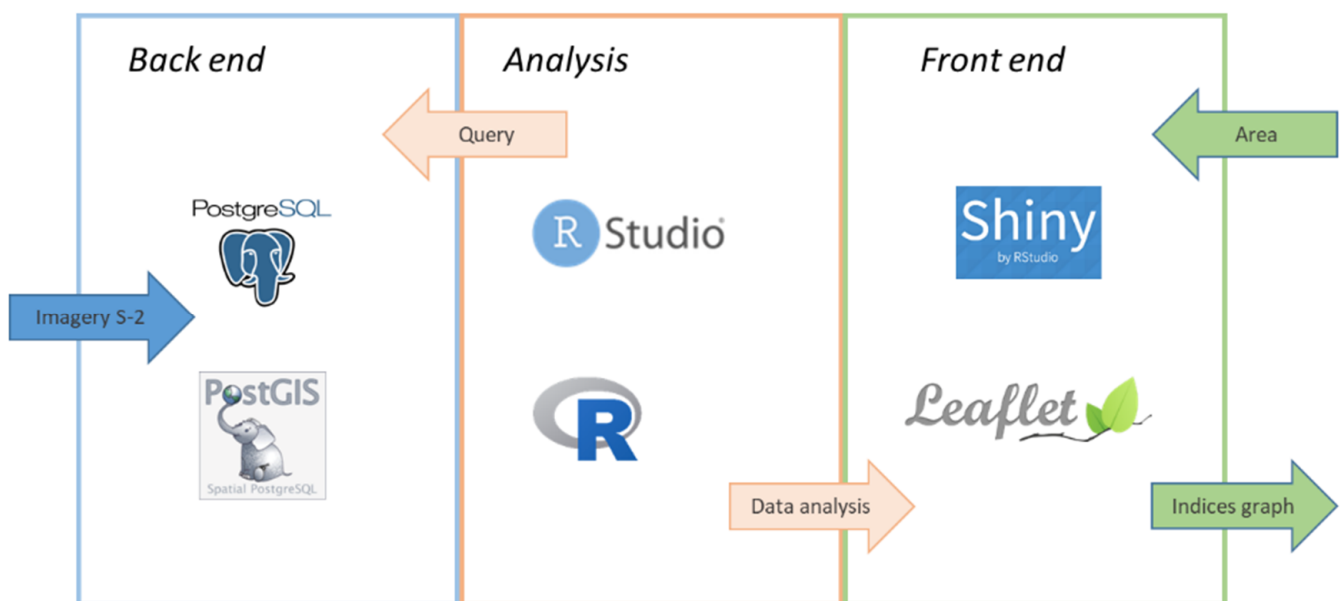 Back end
Analysis
Front end
Query
Area
PostgreSQL
R Studio®
Shiny
by RStudio
Imagery S-2
PostGIS
Spatial PostgreSQL
R
Leaflet
Data analysis
Indices graph